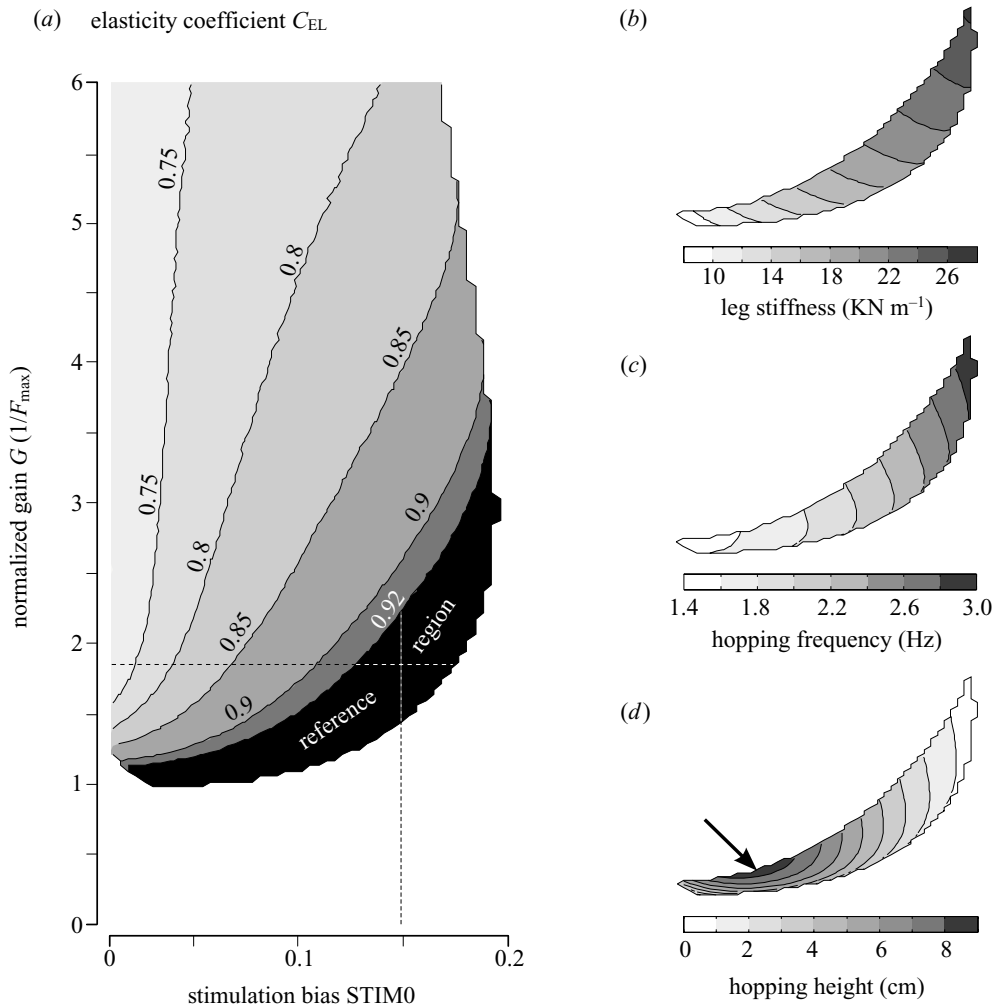 (a) elasticity coefficient C_EL
6
5
4
3
2
1
0
normalized gain G (1/F_max)
0.75
0.8
0.85
0.75
0.8
0.9
0.85
0.92
region
0.9
reference
0
0.1
0.2
stimulation bias STIM0
(b)
10 14 18 22 26
leg stiffness (KN m⁻¹)
(c)
1.4 1.8 2.2 2.6 3.0
hopping frequency (Hz)
(d)
0 2 4 6 8
hopping height (cm)